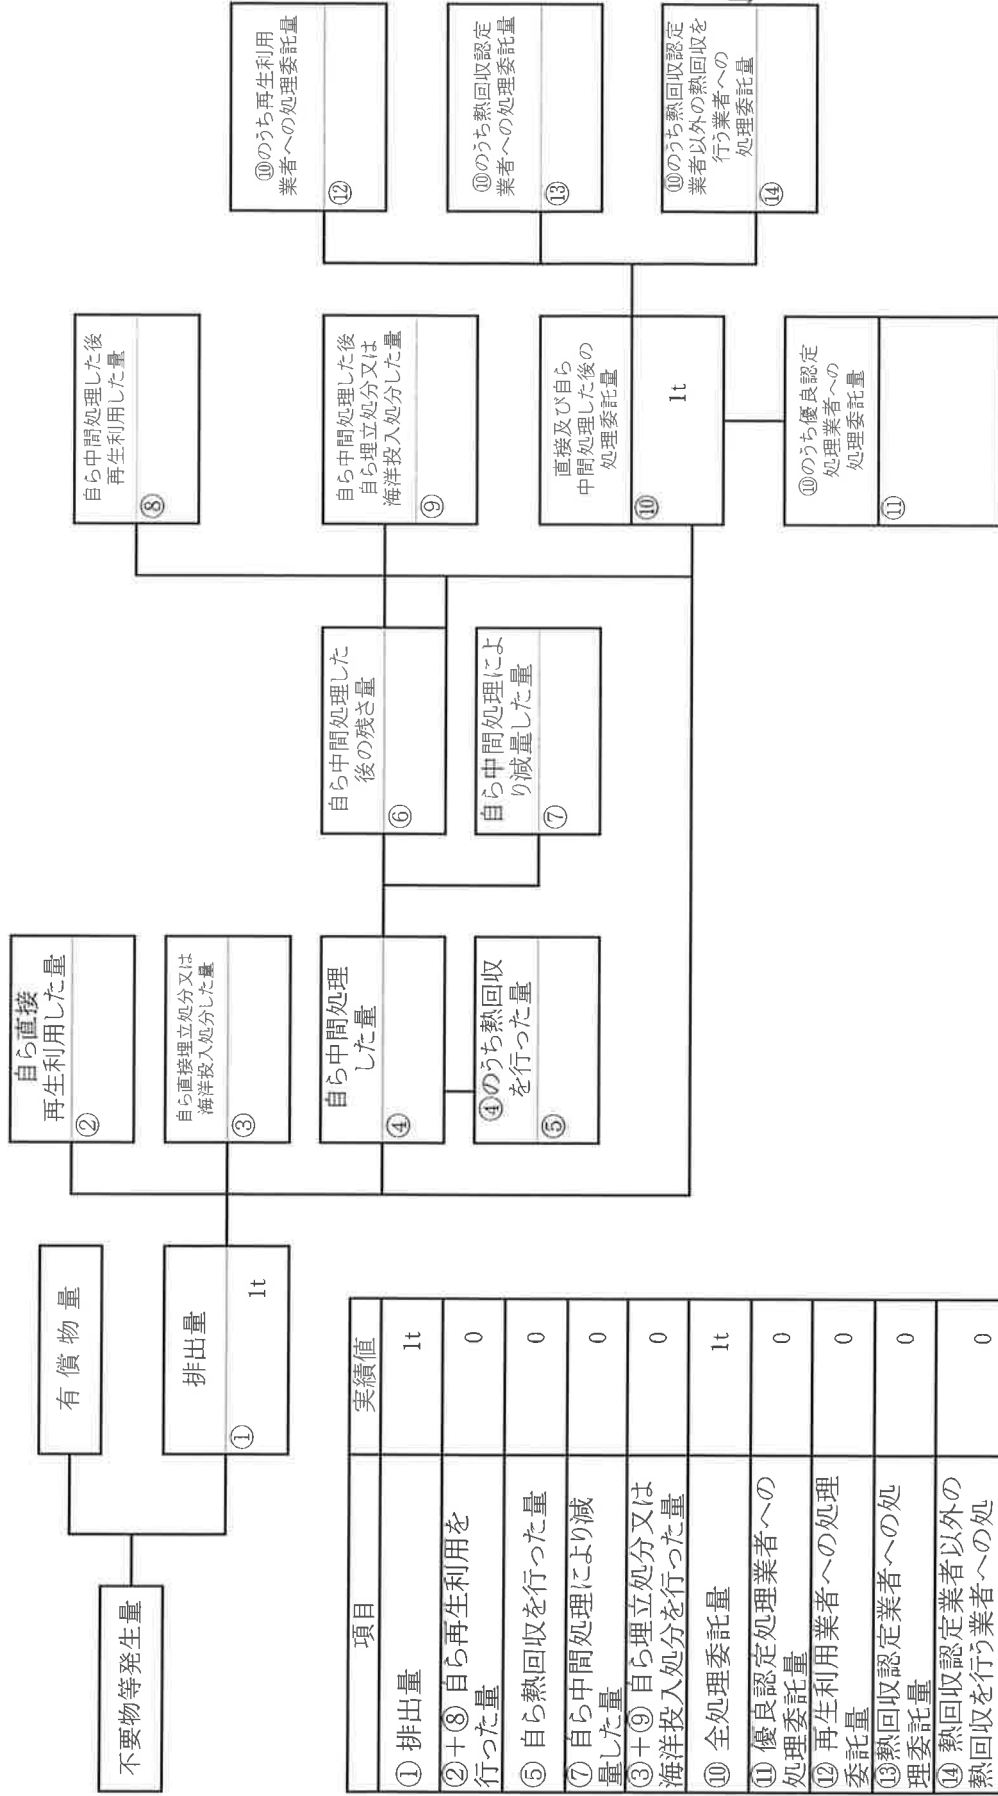 不要物等発生量
有償物量
排出量
①
1t
自ら直接
再生利用した量
②
自ら直接埋立処分又は
海洋投入処分した量
③
自ら中間処理
した量
④
④のうち熱回収
を行った量
⑤
自ら中間処理した
後の残さ量
⑥
自ら中間処理によ
り減量した量
⑦
自ら中間処理した後
再生利用した量
⑧
自ら中間処理した後
自ら埋立処分又は
海洋投入処分した量
⑨
直接及び自ら
中間処理した後の
処理委託量
⑩
1t
⑩のうち優良認定
処理業者への
処理委託量
⑪
⑩のうち再生利用
業者への処理委託量
⑫
⑩のうち熱回収認定
業者への処理委託量
⑬
⑩のうち熱回収認定
業者以外の熱回収を
行う業者への
処理委託量
⑭
項目 実績値
① 排出量 1t
②+⑧ 自ら再生利用を
行った量 0
⑤ 自ら熱回収を行った量 0
⑦ 自ら中間処理により減
量した量 0
③+⑨ 自ら埋立処分又は
海洋投入処分を行った量 0
⑩ 全処理委託量 1t
⑪ 優良認定処理業者への
処理委託量 0
⑫ 再生利用業者への処理
委託量 0
⑬熱回収認定業者への処
理委託量 0
⑭ 熱回収認定業者以外の
熱回収を行う業者への処 0